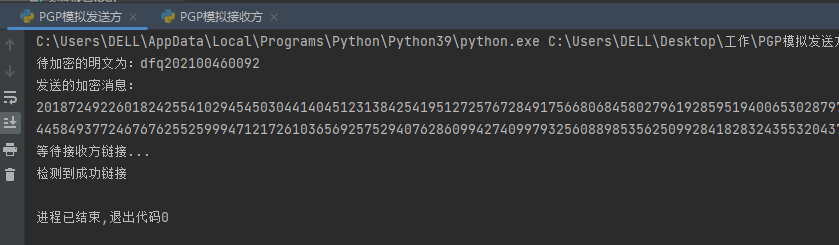 PGP模拟发送方 PGP模拟接收方
C:\Users\DELL\AppData\Local\Programs\Python\Python39\python.exe C:\Users\DELL\Desktop\工作\PGP模拟发送方
待加密的明文为: dfq202100460092
发送的加密消息:
2018724922601824255410294545030441404512313842541951272576728491756680684580279619285951940065302879
4458493772467676255259994712172610365692575294076286099427409979325608898535625099284182832435532043
等待接收方链接...
检测到成功链接
进程已结束,退出代码0